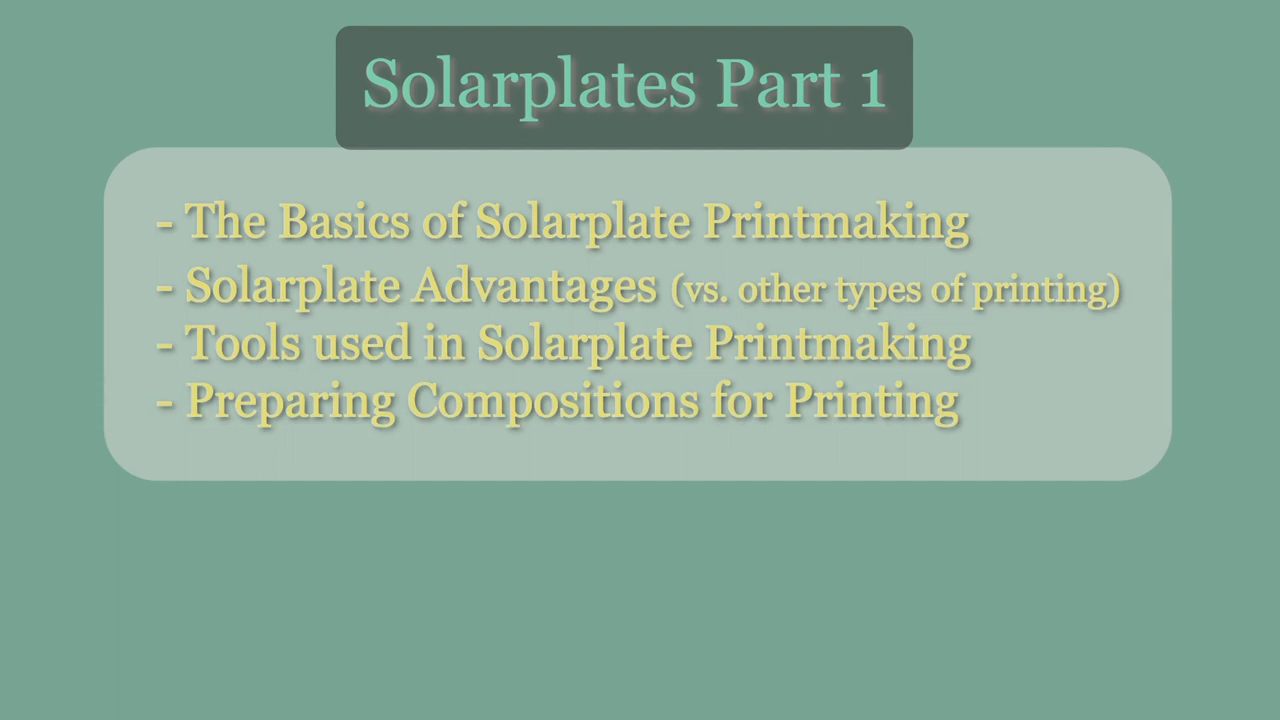 Solarplates Part 1
- The Basics of Solarplate Printmaking
- Solarplate Advantages (vs. other types of printing)
- Tools used in Solarplate Printmaking
- Preparing Compositions for Printing